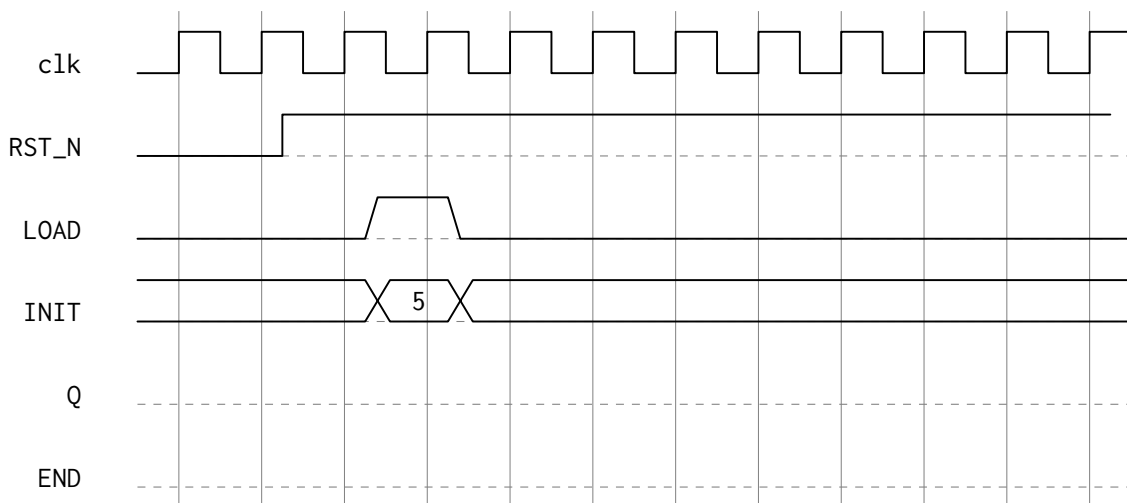 clk
RST_N
LOAD
INIT
5
Q
END